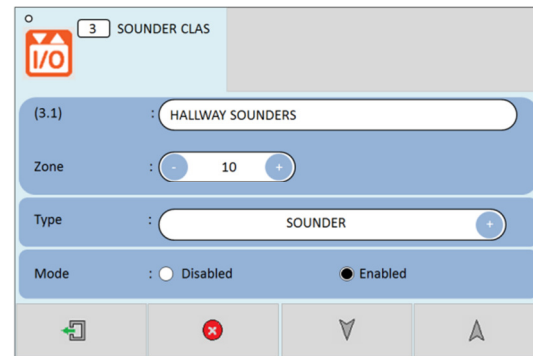 3 SOUNDER CLAS
I/O
(3.1) : HALLWAY SOUNDERS
Zone : - 10 +
Type : SOUNDER +
Mode : Disabled Enabled